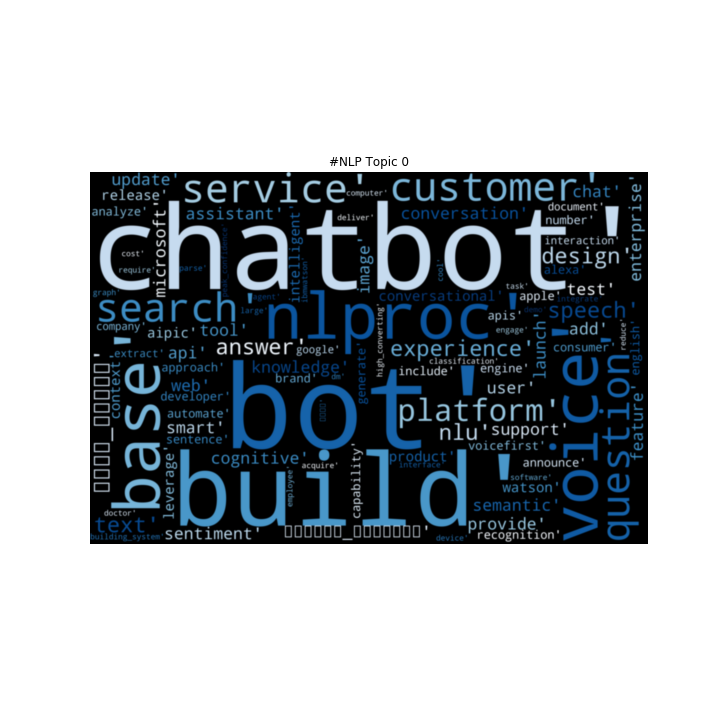 #NLP Topic 0
update'
service'
computer'
customer'
chat'
enterprise'
release'
analyze'
microsoft'
assistant'
intelligent'
deliver'
conversation'
document'
number'
chatbot'
cost'
require'
parse'
image'
cool'
interaction'
design'
alexa'
graph'
search'
agent'
large'
conversational'
task'
apple'
test'
integrate'
nlproc'
demo'
speech'
company'
aipic'
tool'
high_converting'
apis'
engage'
launch'
add'
reduce'
english'
extract'
api'
answer'
google'
experience'
classification'
consumer'
context'
base'
approach'
knowledge'
generate'
include'
engine'
web'
brand'
user'
developer'
bot'
platform'
voice'
question'
feature'
automate'
smart'
nlu'
support'
sentence'
voicefirst'
cognitive'
product'
interface'
announce'
acquire'
leverage'
build'
employee'
capability'
software'
watson'
doctor'
semantic'
text'
provide'
building_system'
sentiment'
device'
recognition'